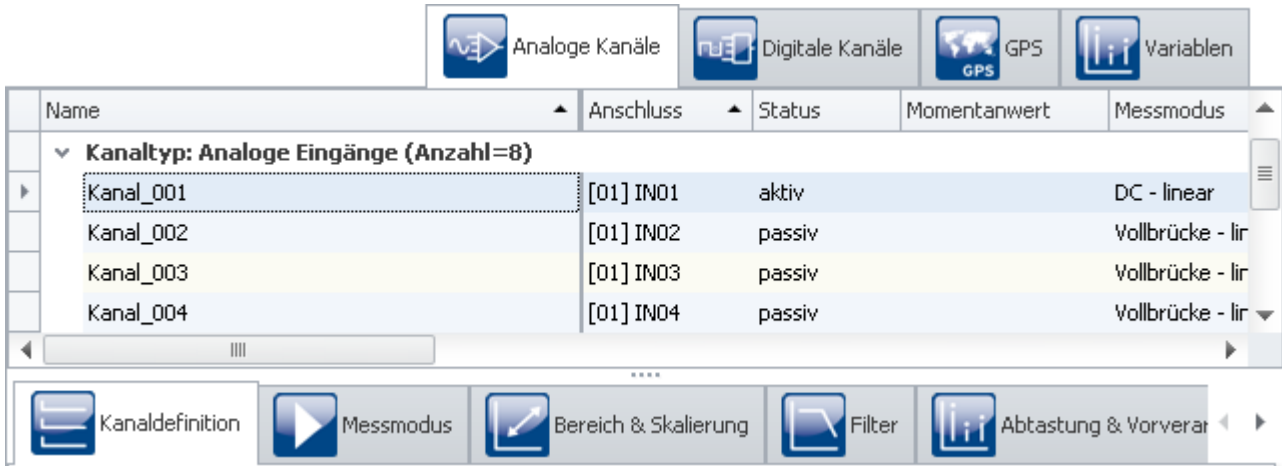 Analoge Kanäle Digitale Kanäle GPS GPS Variablen
Name Anschluss Status Momentanwert Messmodus
Kanaltyp: Analoge Eingänge (Anzahl=8)
Kanal_001 [01] IN01 aktiv DC - linear
Kanal_002 [01] IN02 passiv Vollbrücke - lin
Kanal_003 [01] IN03 passiv Vollbrücke - lin
Kanal_004 [01] IN04 passiv Vollbrücke - lin
Kanaldefinition Messmodus Bereich & Skalierung Filter Abtastung & Vorverar